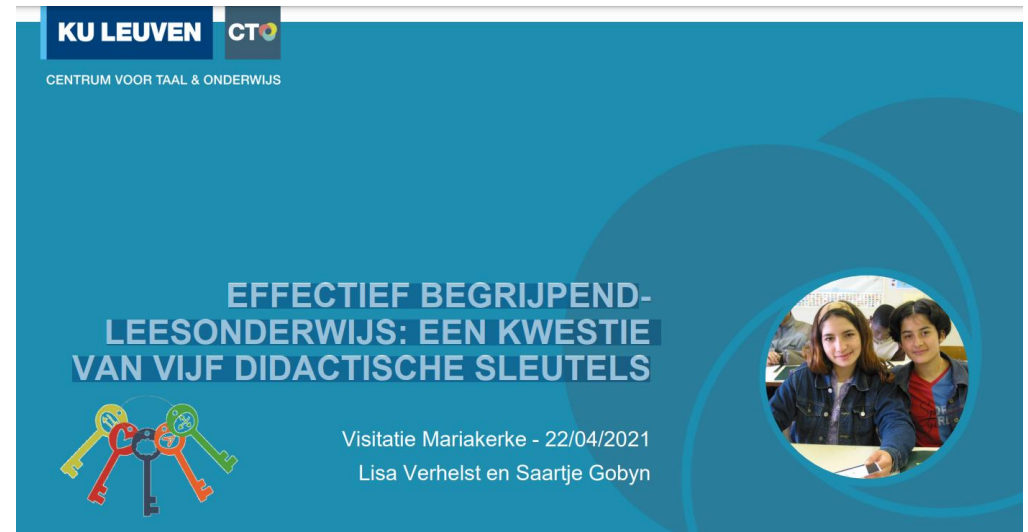 KU LEUVEN
CTO
CENTRUM VOOR TAAL & ONDERWIJS
EFFECTIEF BEGRIJPEND-
LEESONDERWIJS: EEN KWESTIE
VAN VIJF DIDACTISCHE SLEUTELS
Visitatie Mariakerke - 22/04/2021
Lisa Verhelst en Saartje Gobyn